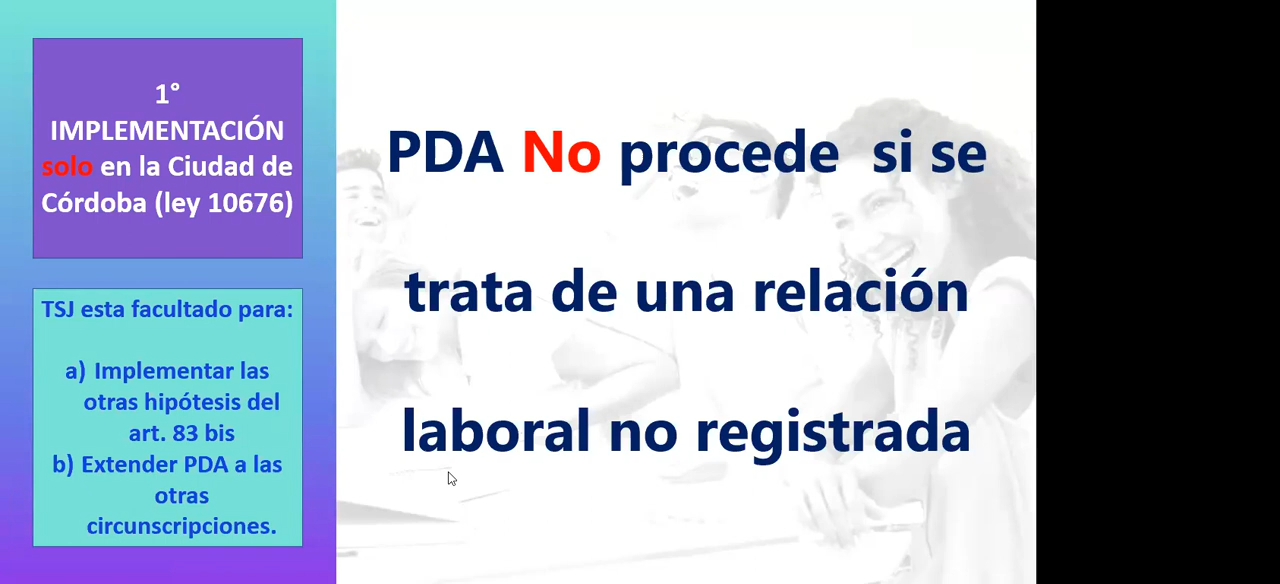 1°
IMPLEMENTACIÓN
solo en la Ciudad de
Córdoba (ley 10676)
TSJ esta facultado para:
a) Implementar las
otras hipótesis del
art. 83 bis
b) Extender PDA a las
otras
circunscripciones.
PDA No procede si se
trata de una relación
laboral no registrada